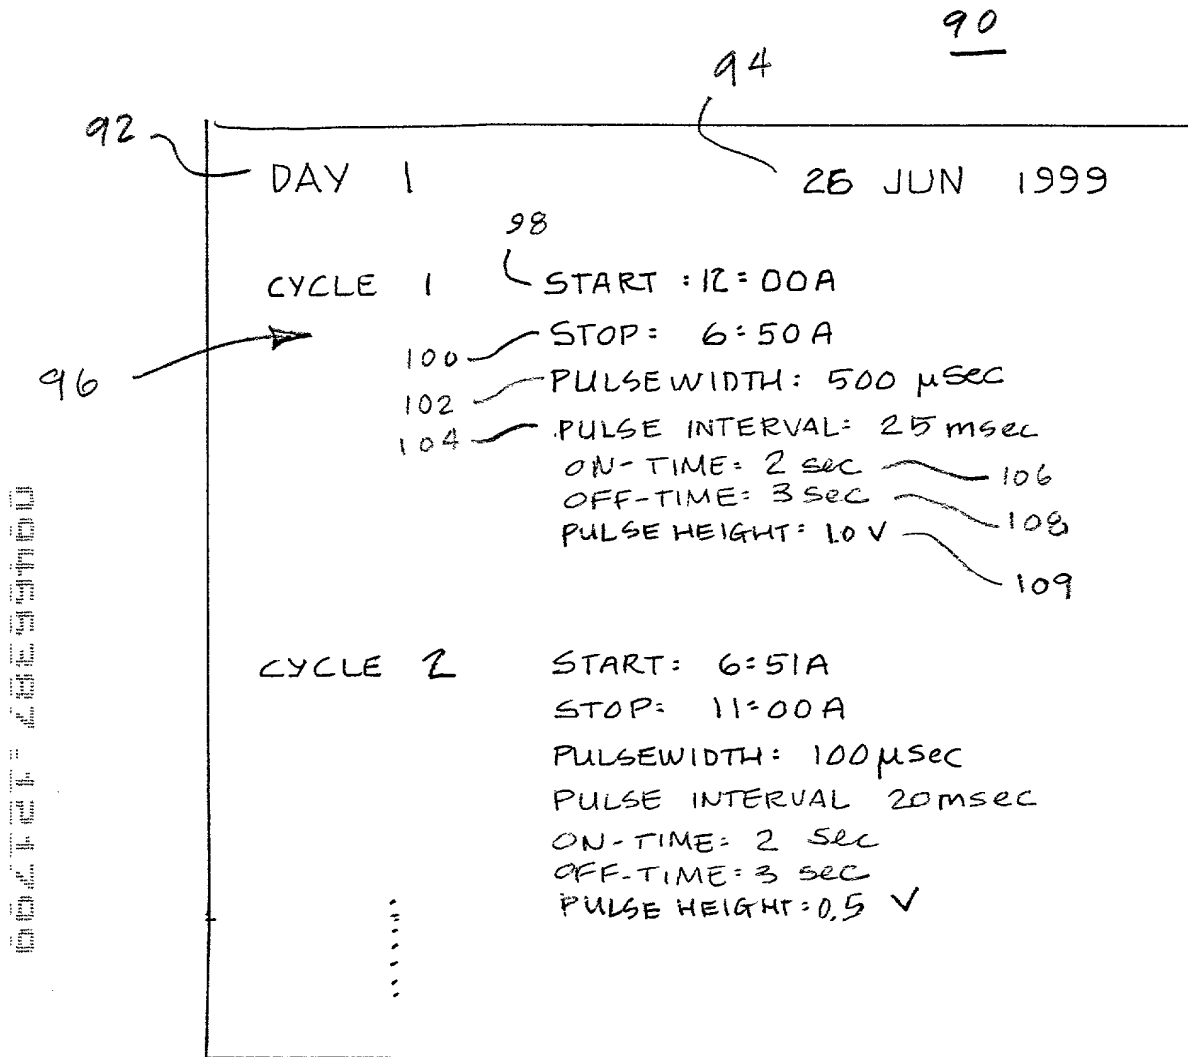 90
94
92
DAY 1 26 JUN 1999
98
CYCLE 1 START : 12:00A
100 STOP: 6:50A
96
102 PULSEWIDTH: 500 μsec
104 PULSE INTERVAL: 25 msec
ON-TIME: 2 sec 106
OFF-TIME: 3 sec 108
PULSE HEIGHT: 1.0 V
109
CYCLE 2 START: 6:51A
STOP: 11:00A
PULSEWIDTH: 100 μsec
PULSE INTERVAL 20msec
ON-TIME: 2 sec
OFF-TIME: 3 sec
PULSE HEIGHT: 0.5 V